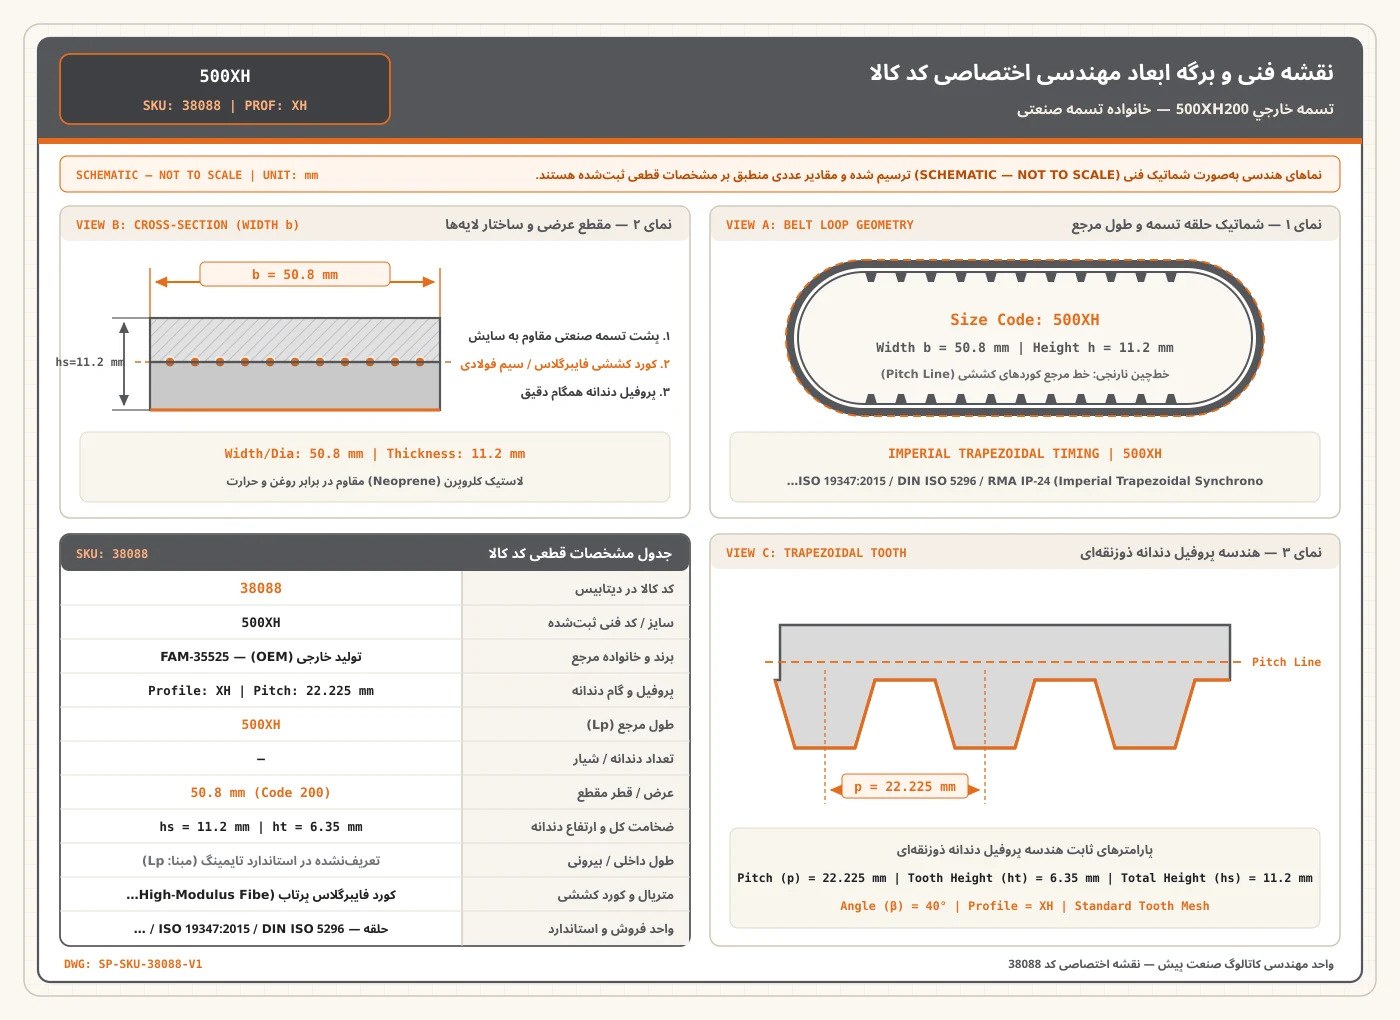 نقشه فنی و برگه ابعاد مهندسی اختصاصی کد کالا
تسمه خارجي 500XH200 — خانواده تسمه صنعتی
500XH
SKU: 38088 | PROF: XH
نماهای هندسی به‌صورت شماتیک فنی (SCHEMATIC — NOT TO SCALE) ترسیم شده و مقادیر عددی منطبق بر مشخصات قطعی ثبت‌شده هستند.
SCHEMATIC — NOT TO SCALE | UNIT: mm
نمای ۱ — شماتیک حلقه تسمه و طول مرجع
VIEW A: BELT LOOP GEOMETRY
Size Code: 500XH
Width b = 50.8 mm | Height h = 11.2 mm
خط‌چین نارنجی: خط مرجع کوردهای کششی (Pitch Line)
IMPERIAL TRAPEZOIDAL TIMING | 500XH
ISO 19347:2015 / DIN ISO 5296 / RMA IP-24 (Imperial Trapezoidal Synchrono...
نمای ۲ — مقطع عرضی و ساختار لایه‌ها
VIEW B: CROSS-SECTION (WIDTH b)
b = 50.8 mm
hs=11.2 mm
۱. پشت تسمه صنعتی مقاوم به سایش
۲. کورد کششی فایبرگلاس / سیم فولادی
۳. پروفیل دندانه همگام دقیق
Width/Dia: 50.8 mm | Thickness: 11.2 mm
لاستیک کلروپرن (Neoprene) مقاوم در برابر روغن و حرارت
نمای ۳ — هندسه پروفیل دندانه ذوزنقه‌ای
VIEW C: TRAPEZOIDAL TOOTH
Pitch Line
p = 22.225 mm
پارامترهای ثابت هندسه پروفیل دندانه ذوزنقه‌ای
Pitch (p) = 22.225 mm | Tooth Height (ht) = 6.35 mm | Total Height (hs) = 11.2 mm
Angle (β) = 40° | Profile = XH | Standard Tooth Mesh
جدول مشخصات قطعی کد کالا
SKU: 38088
کد کالا در دیتابیس
38088
سایز / کد فنی ثبت‌شده
500XH
برند و خانواده مرجع
تولید خارجی (OEM) — FAM-35525
پروفیل و گام دندانه
Profile: XH | Pitch: 22.225 mm
طول مرجع (Lp)
500XH
تعداد دندانه / شیار
—
عرض / قطر مقطع
50.8 mm (Code 200)
ضخامت کل و ارتفاع دندانه
hs = 11.2 mm | ht = 6.35 mm
طول داخلی / بیرونی
تعریف‌نشده در استاندارد تایمینگ (مبنا: Lp)
متریال و کورد کششی
کورد فایبرگلاس پرتاب (High-Modulus Fibe...
واحد فروش و استاندارد
حلقه — ISO 19347:2015 / DIN ISO 5296 / ...
واحد مهندسی کاتالوگ صنعت پیش — نقشه اختصاصی کد 38088
DWG: SP-SKU-38088-V1